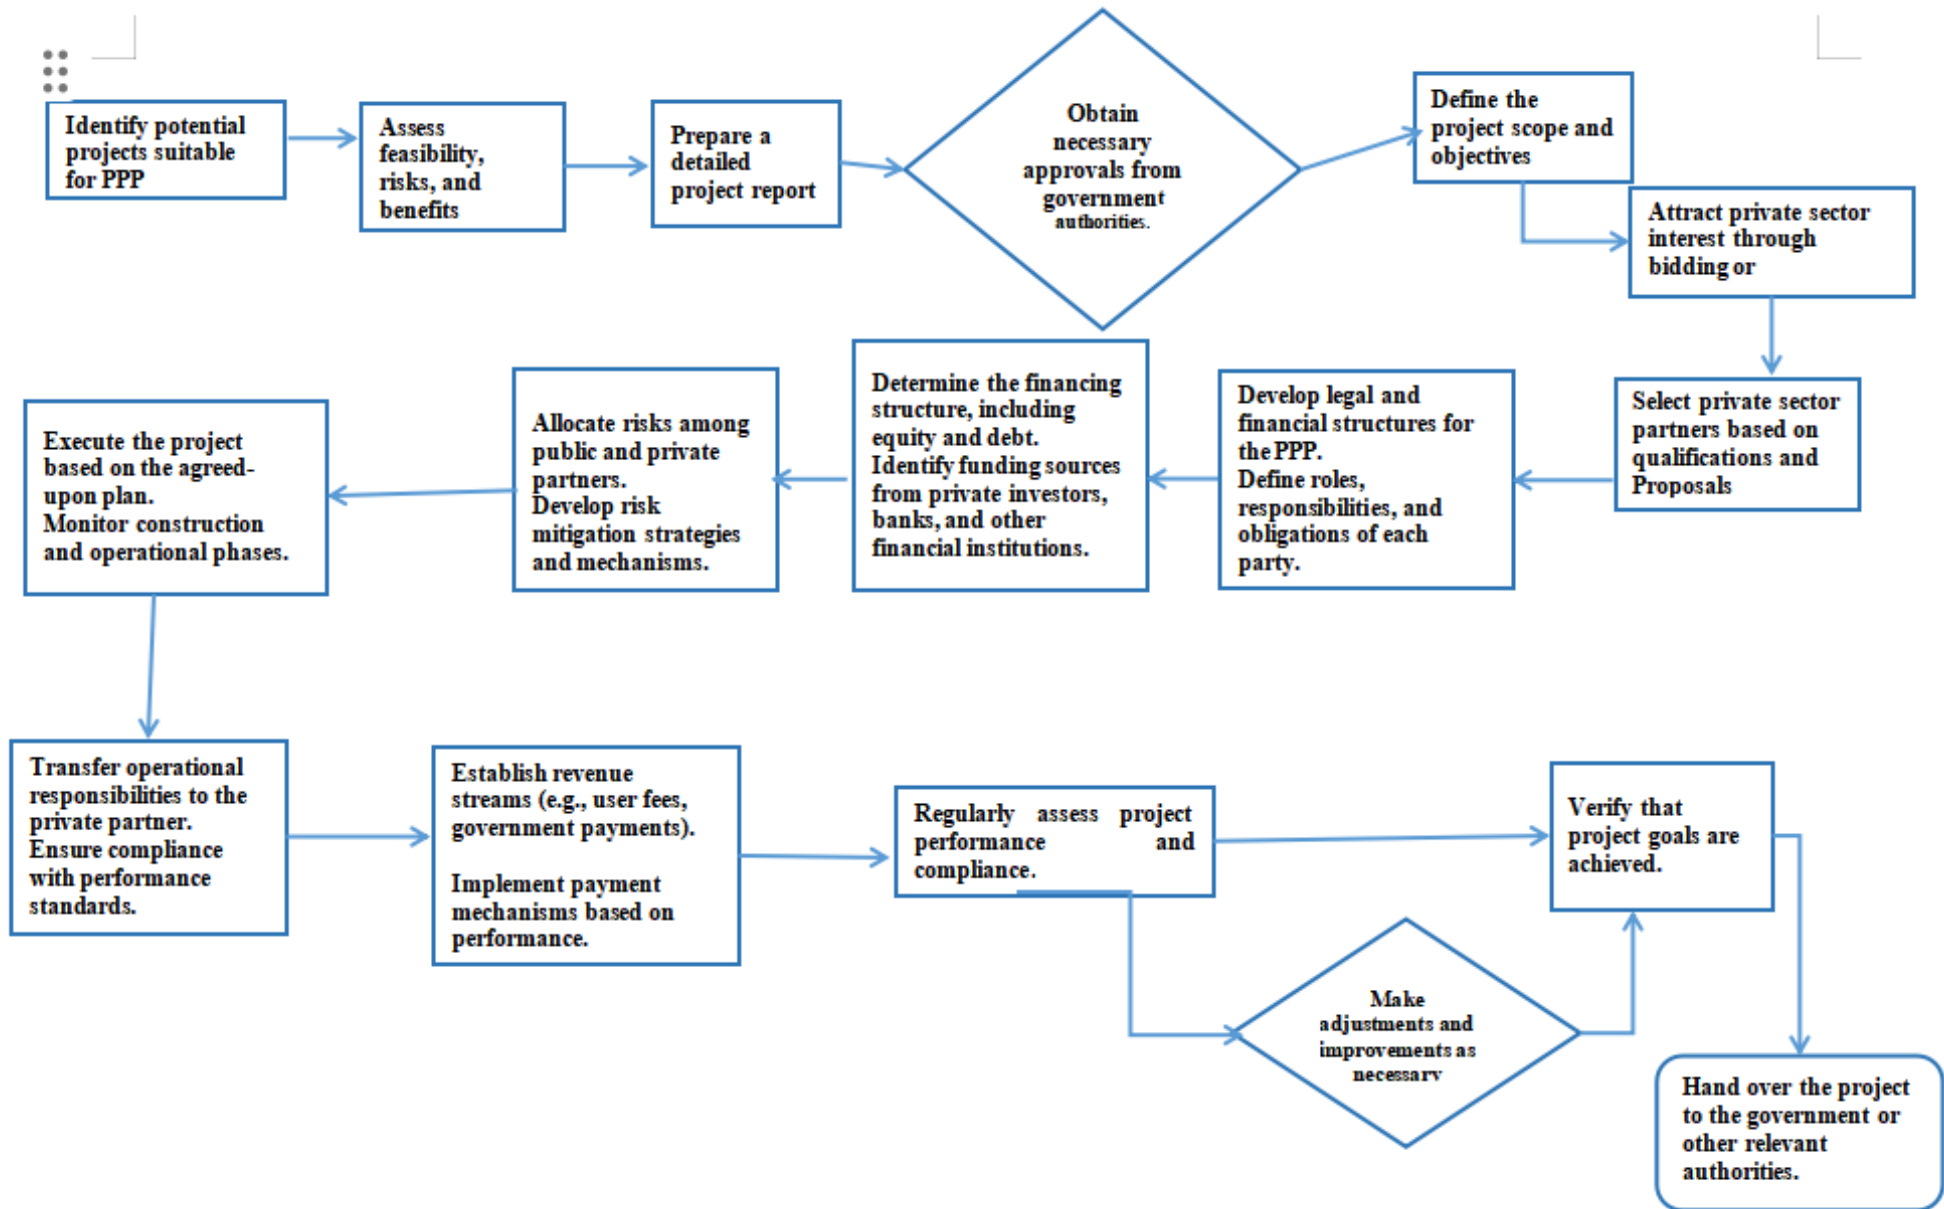 Identify potential
projects suitable
for PPP
Assess
feasibility,
risks, and
benefits
Prepare a
detailed
project report
Obtain
necessary
approvals from
government
authorities.
Define the
project scope and
objectives
Attract private sector
interest through
bidding or
Select private sector
partners based on
qualifications and
Proposals
Develop legal and
financial structures for
the PPP.
Define roles,
responsibilities, and
obligations of each
party.
Determine the financing
structure, including
equity and debt.
Identify funding sources
from private investors,
banks, and other
financial institutions.
Allocate risks among
public and private
partners.
Develop risk
mitigation strategies
and mechanisms.
Execute the project
based on the agreed-
upon plan.
Monitor construction
and operational phases.
Transfer operational
responsibilities to the
private partner.
Ensure compliance
with performance
standards.
Establish revenue
streams (e.g., user fees,
government payments).
Implement payment
mechanisms based on
performance.
Regularly assess project
performance and
compliance.
Make
adjustments and
improvements as
necessary
Verify that
project goals are
achieved.
Hand over the project
to the government or
other relevant
authorities.